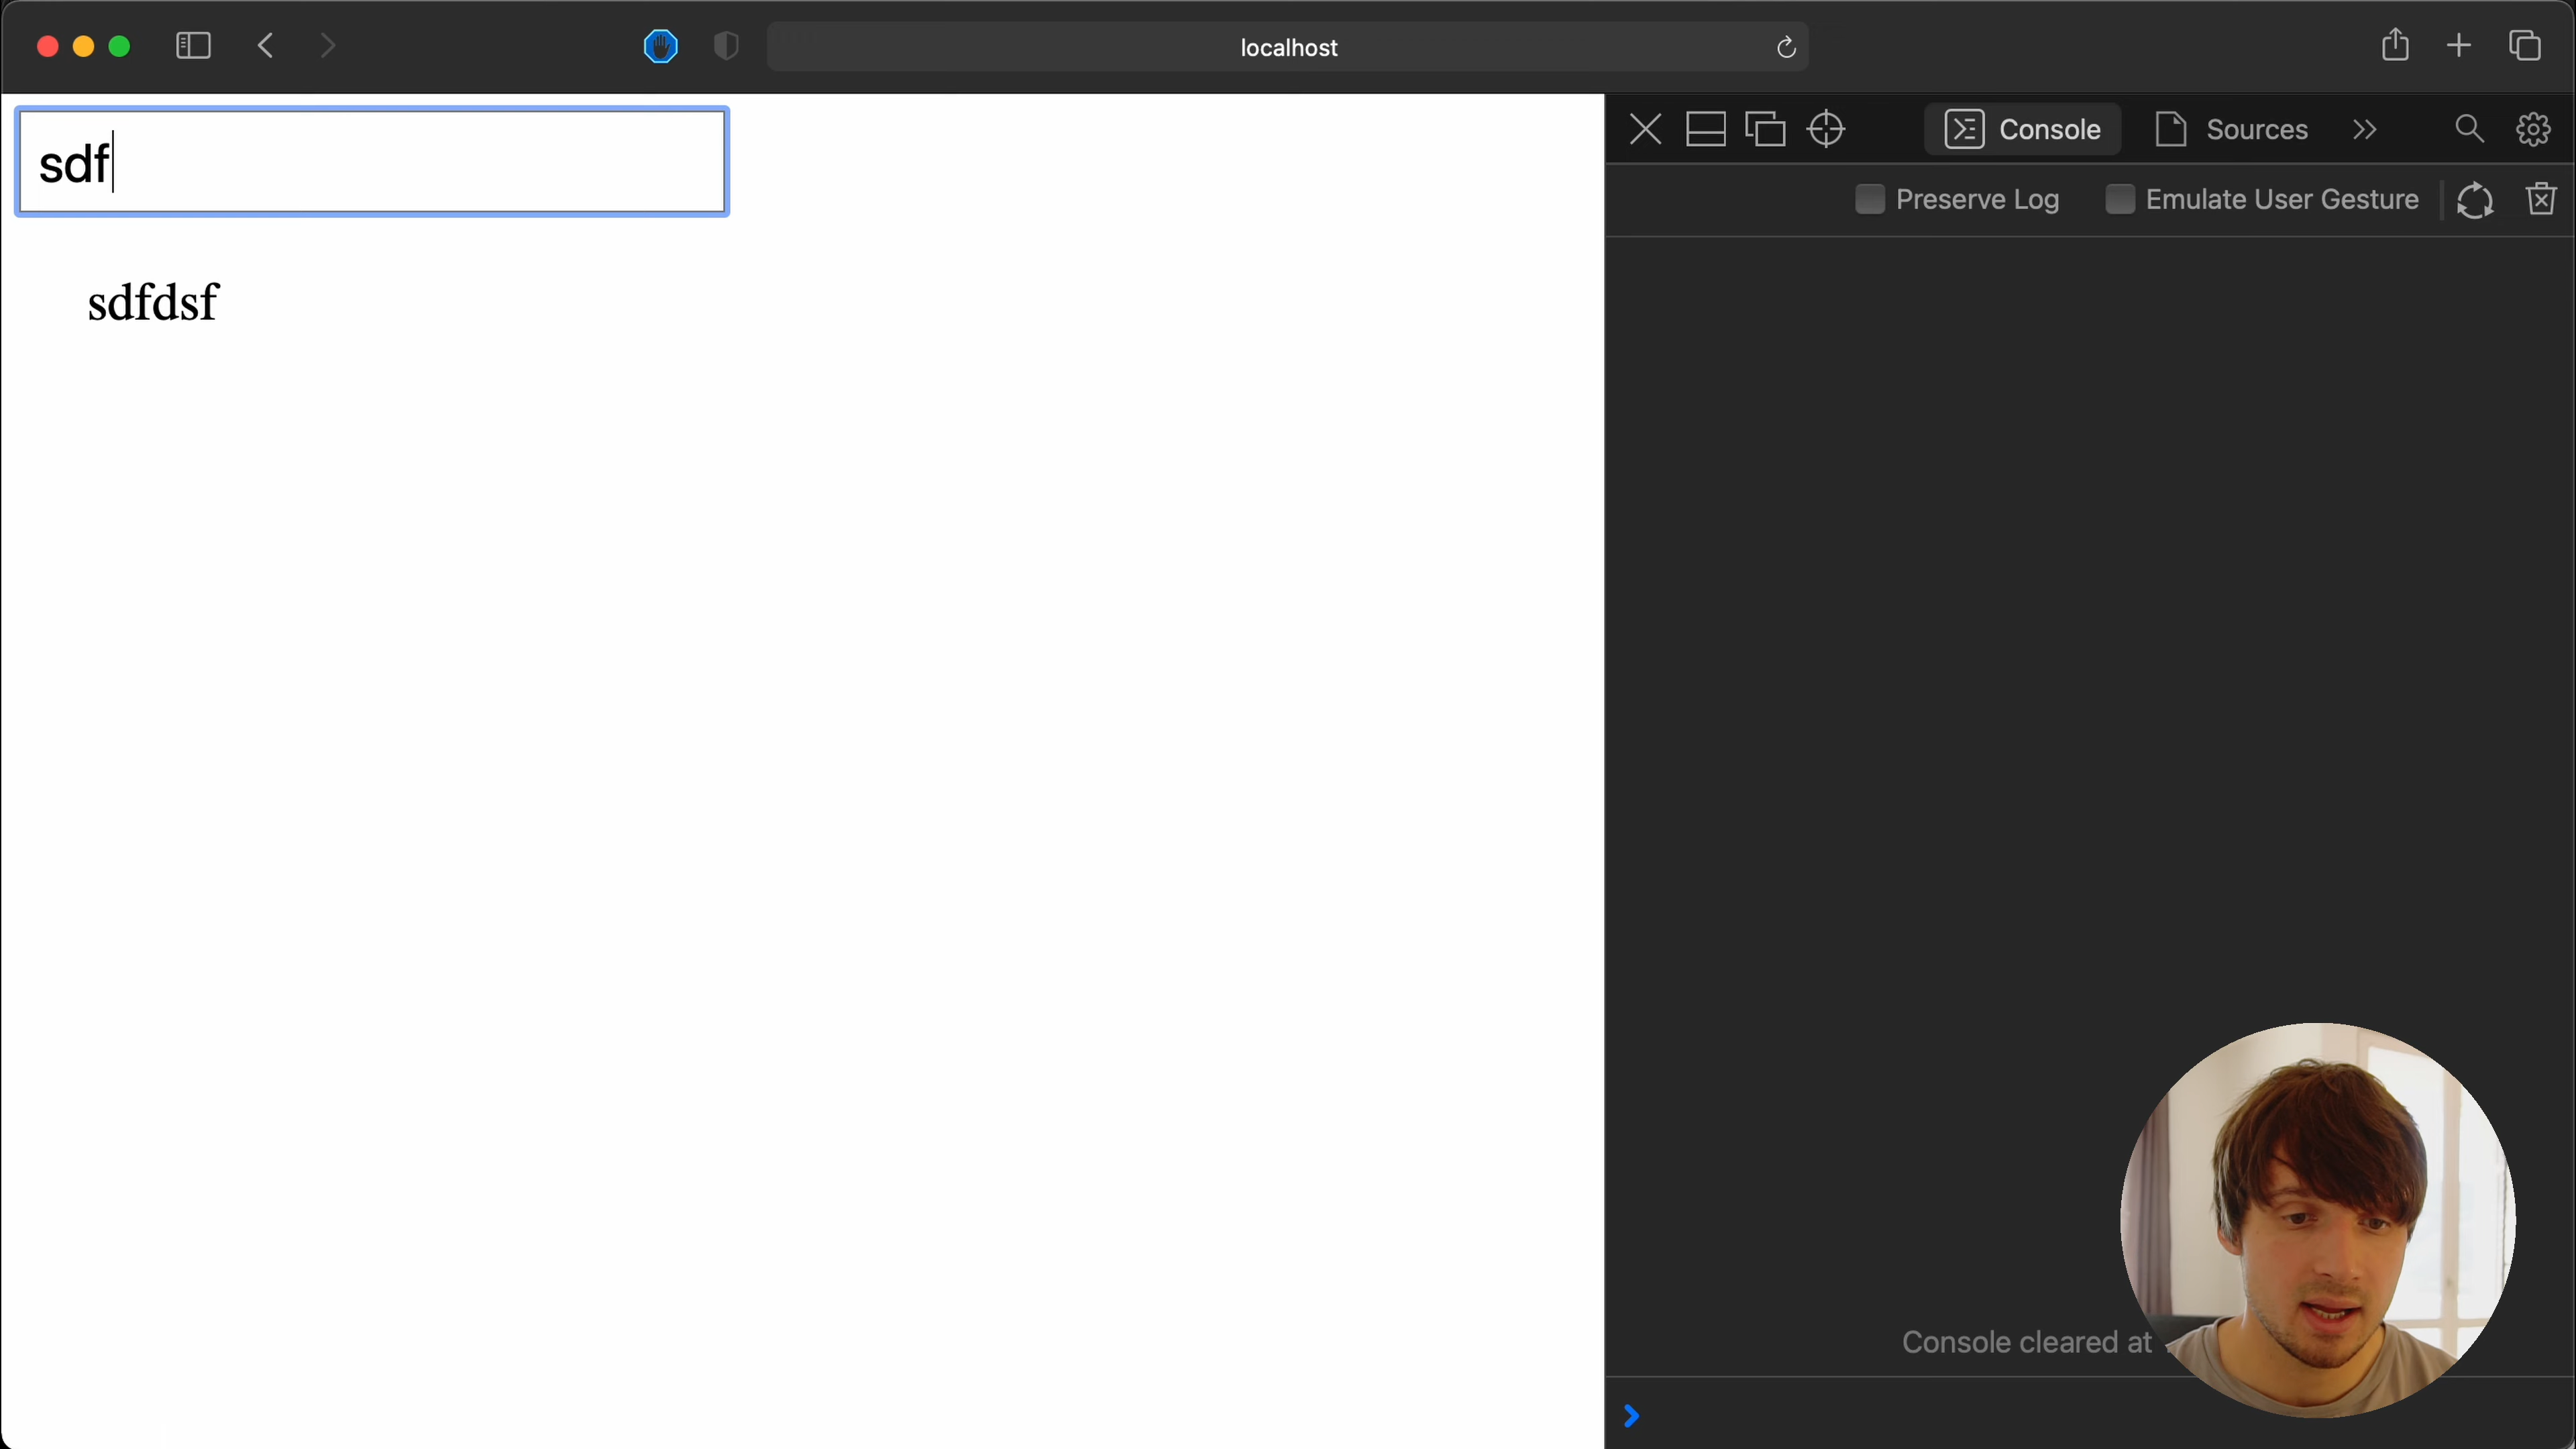 localhost
sdf
sdfdsf
Console
Sources
Preserve Log
Emulate User Gesture
Console cleared at